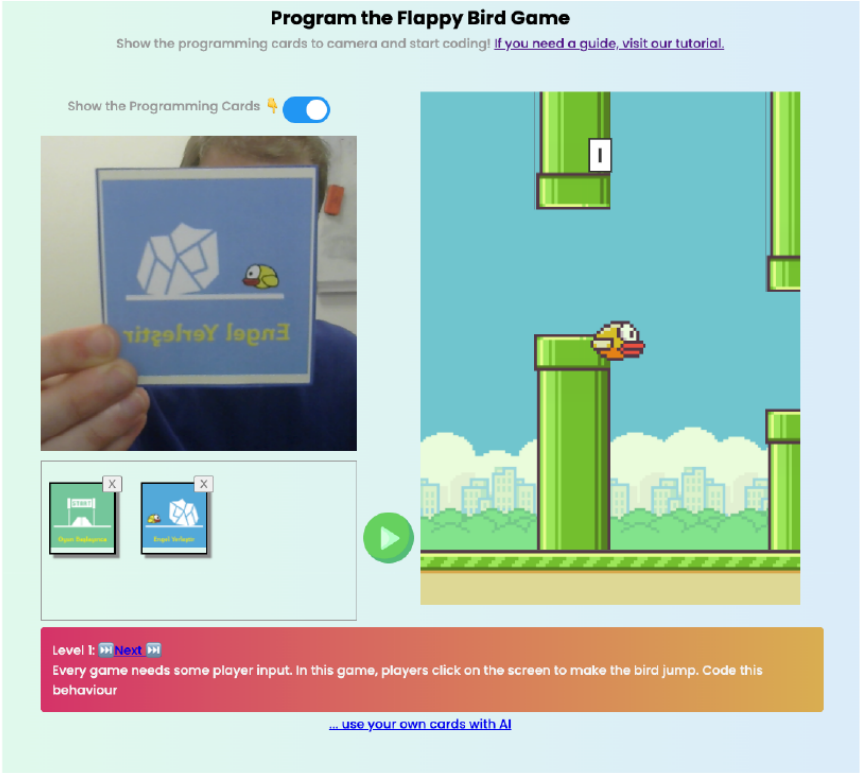 Program the Flappy Bird Game
Show the programming cards to camera and start coding! If you need a guide, visit our tutorial.
Show the Programming Cards 👇
Engel Yerleştir
X
X
START
Engel Yerleştir
Level 1: ⏭️Next ⏭️
Every game needs some player input. In this game, players click on the screen to make the bird jump. Code this
behaviour
... use your own cards with AI